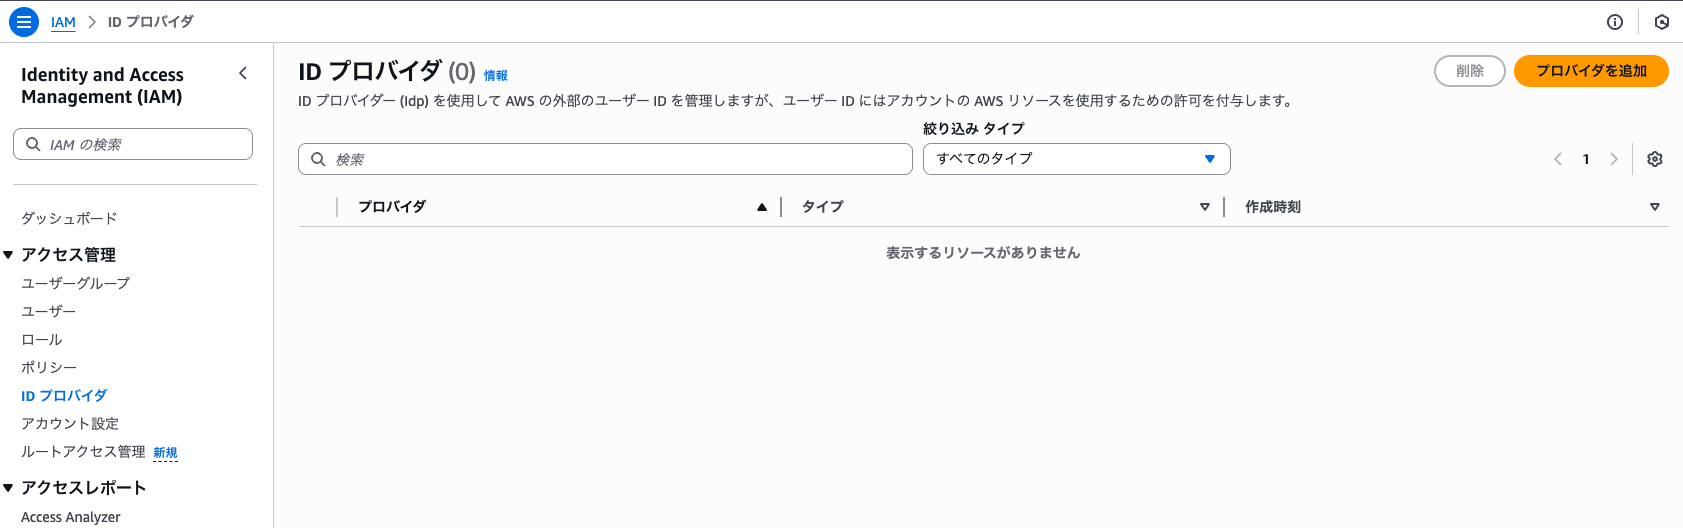 IAM > ID プロバイダ
Identity and Access Management (IAM)
IAM の検索
ダッシュボード
アクセス管理
ユーザーグループ
ユーザー
ロール
ポリシー
ID プロバイダ
アカウント設定
ルートアクセス管理 新規
アクセスレポート
Access Analyzer
ID プロバイダ (0) 情報
削除
プロバイダを追加
ID プロバイダー (Idp) を使用して AWS の外部のユーザー ID を管理しますが、ユーザー ID にはアカウントの AWS リソースを使用するための許可を付与します。
絞り込み タイプ
検索
すべてのタイプ
1
プロバイダ タイプ 作成時刻
表示するリソースがありません